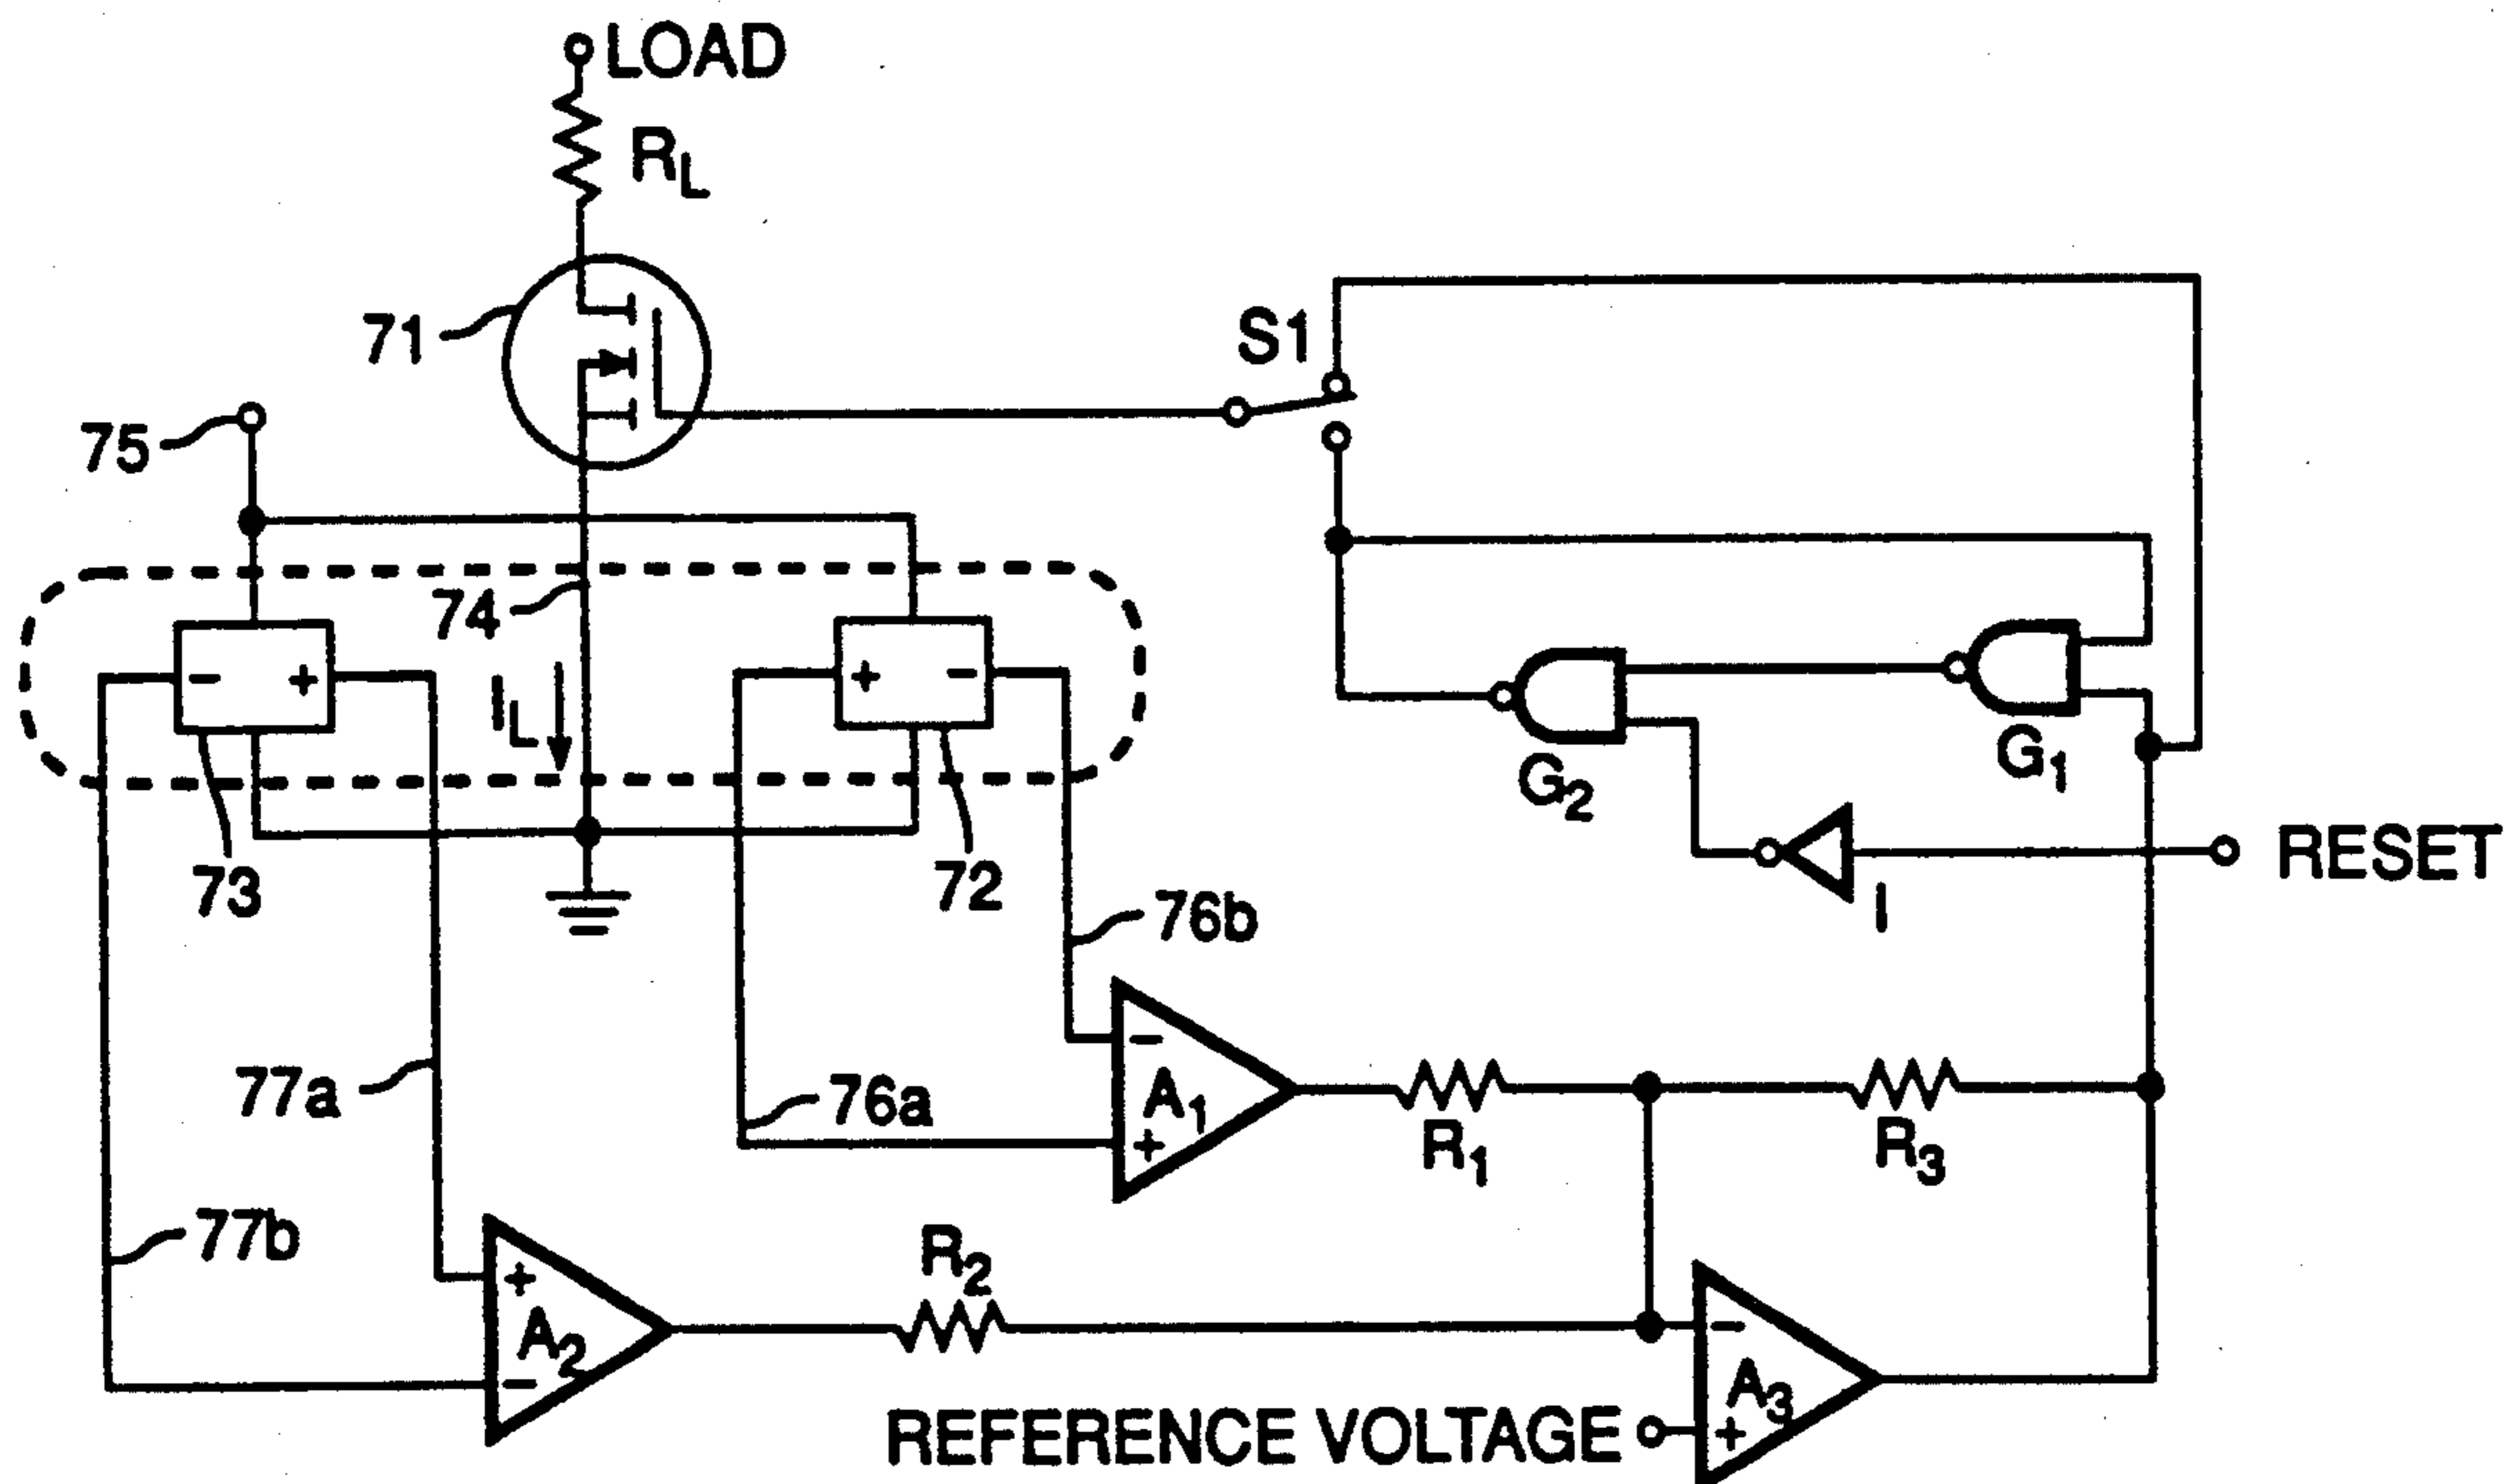 LOAD
RL
71
S1
75
74
- +
+ -
IL
G1
G2
73
72
RESET
I
76b
-
A1
+
77a
76a
R1
R3
77b
R2
+
A2
-
-
A3
+
REFERENCE VOLTAGE